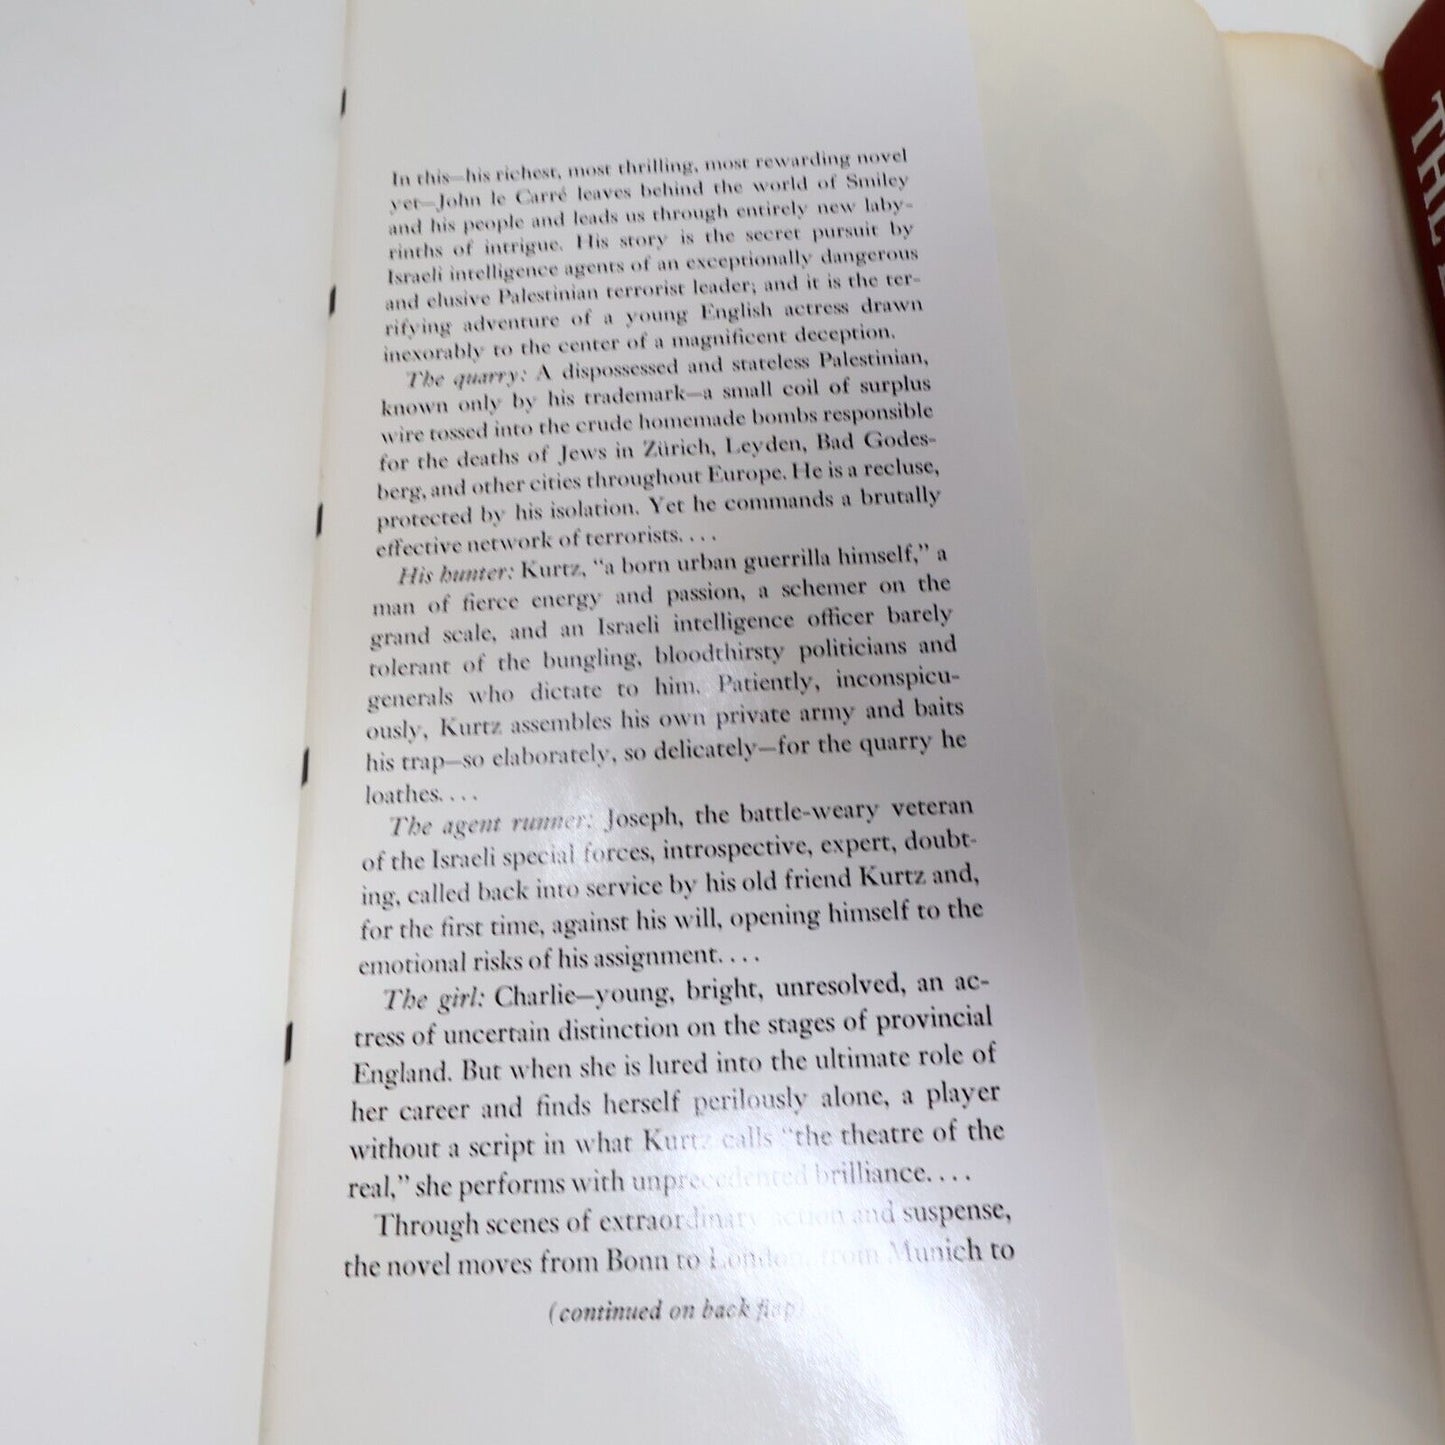 In this—his richest, most thrilling, most rewarding novel
yet—John le Carré leaves behind the world of Smiley
and his people and leads us through entirely new laby-
rinths of intrigue. His story is the secret pursuit by
Israeli intelligence agents of an exceptionally dangerous
and elusive Palestinian terrorist leader; and it is the ter-
rifying adventure of a young English actress drawn
inexorably to the center of a magnificent deception.
The quarry: A dispossessed and stateless Palestinian,
known only by his trademark—a small coil of surplus
wire tossed into the crude homemade bombs responsible
for the deaths of Jews in Zürich, Leyden, Bad Godes-
berg, and other cities throughout Europe. He is a recluse,
protected by his isolation. Yet he commands a brutally
effective network of terrorists. . . .
His hunter: Kurtz, “a born urban guerrilla himself,” a
man of fierce energy and passion, a schemer on the
grand scale, and an Israeli intelligence officer barely
tolerant of the bungling, bloodthirsty politicians and
generals who dictate to him. Patiently, inconspicu-
ously, Kurtz assembles his own private army and baits
his trap—so elaborately, so delicately—for the quarry he
loathes. . . .
The agent runner: Joseph, the battle-weary veteran
of the Israeli special forces, introspective, expert, doubt-
ing, called back into service by his old friend Kurtz and,
for the first time, against his will, opening himself to the
emotional risks of his assignment. . . .
The girl: Charlie—young, bright, unresolved, an ac-
tress of uncertain distinction on the stages of provincial
England. But when she is lured into the ultimate role of
her career and finds herself perilously alone, a player
without a script in what Kurtz calls “the theatre of the
real,” she performs with unprecedented brilliance. . . .
Through scenes of extraordinary action and suspense,
the novel moves from Bonn to London, from Munich to
(continued on back flap)
THE